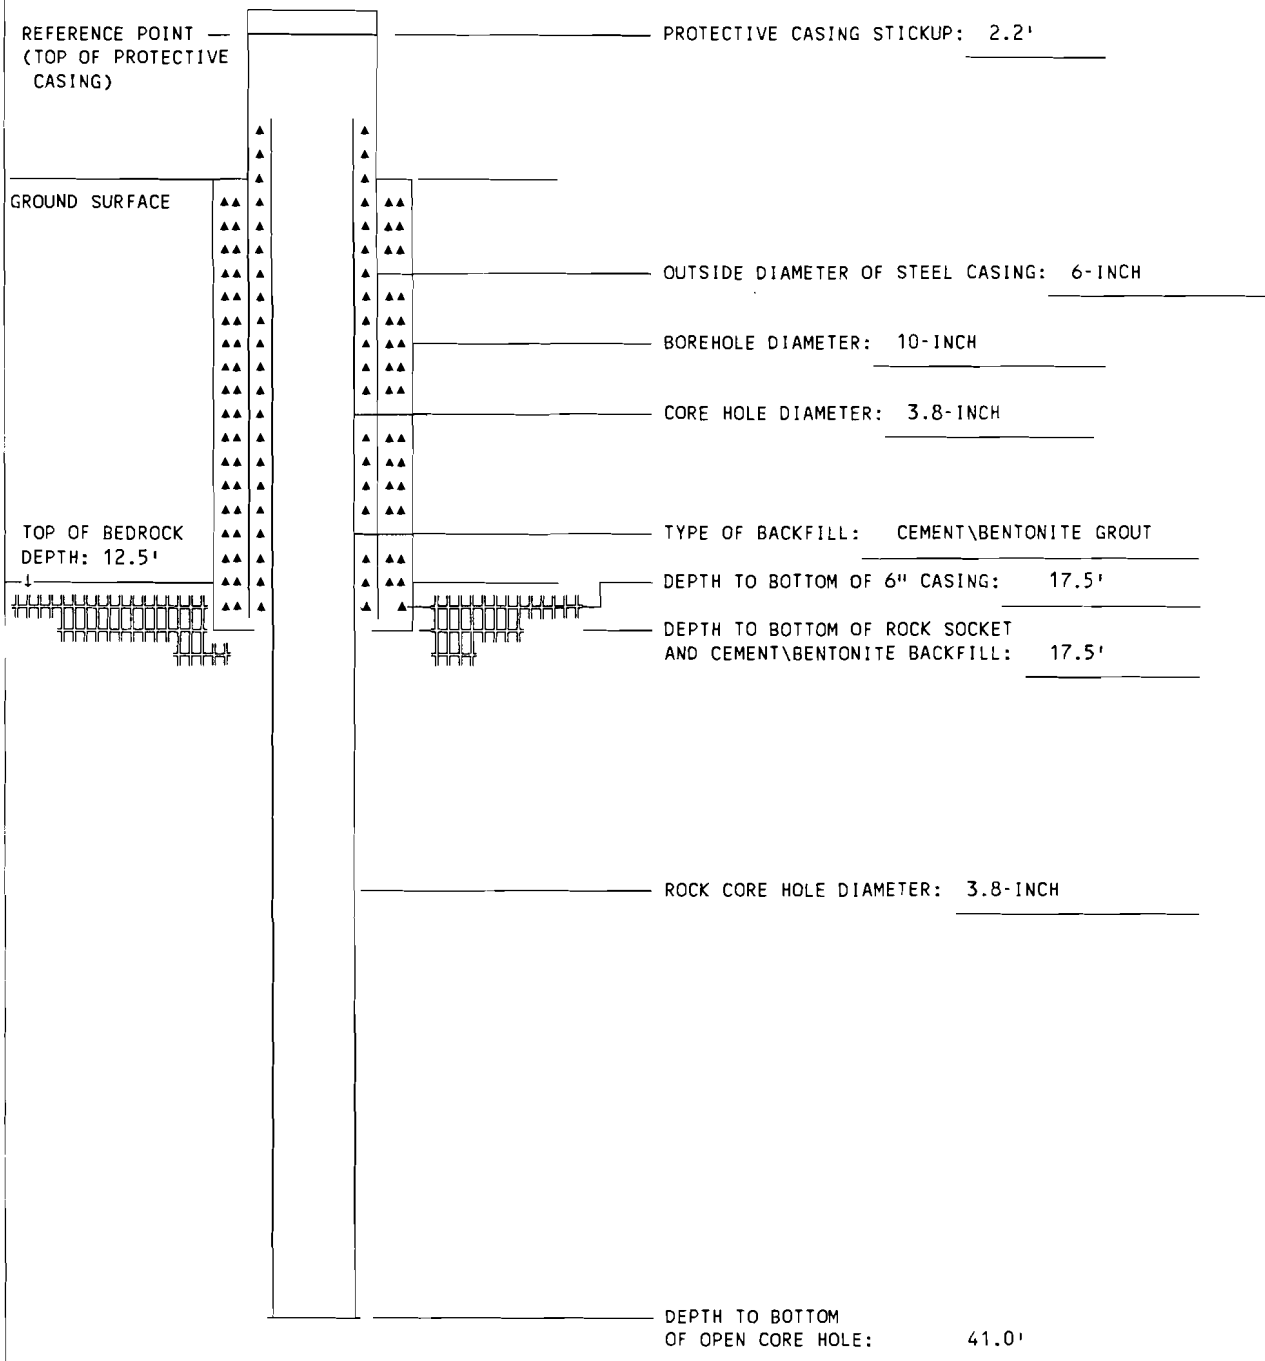 REFERENCE POINT
(TOP OF PROTECTIVE
CASING)
PROTECTIVE CASING STICKUP: 2.2'
GROUND SURFACE
OUTSIDE DIAMETER OF STEEL CASING: 6-INCH
BOREHOLE DIAMETER: 10-INCH
CORE HOLE DIAMETER: 3.8-INCH
TOP OF BEDROCK
DEPTH: 12.5'
TYPE OF BACKFILL: CEMENT\BENTONITE GROUT
DEPTH TO BOTTOM OF 6" CASING: 17.5'
DEPTH TO BOTTOM OF ROCK SOCKET
AND CEMENT\BENTONITE BACKFILL: 17.5'
ROCK CORE HOLE DIAMETER: 3.8-INCH
DEPTH TO BOTTOM
OF OPEN CORE HOLE: 41.0'